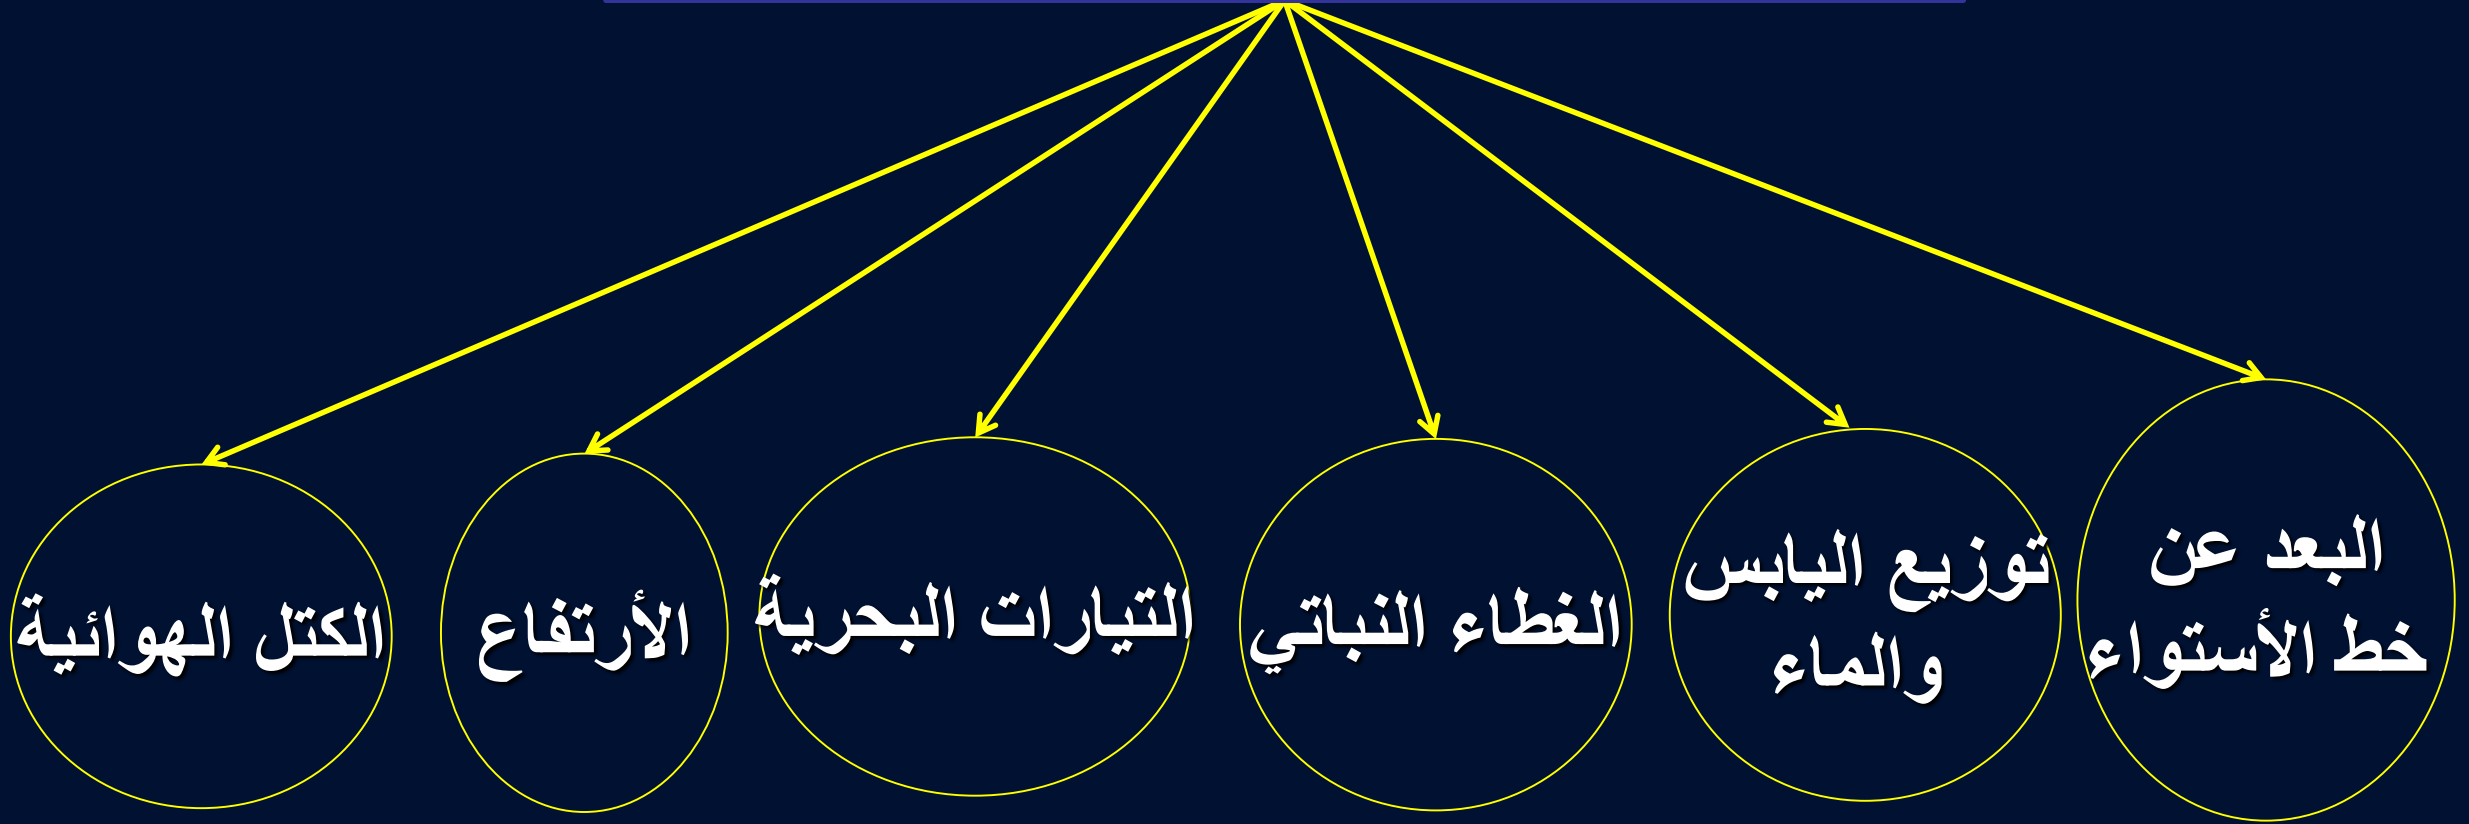 البعد عن
خط الأستواء
توزيع اليابس
والماء
الغطاء النباتي
التيارات البحرية
الأرتفاع
الكتل الهوائية